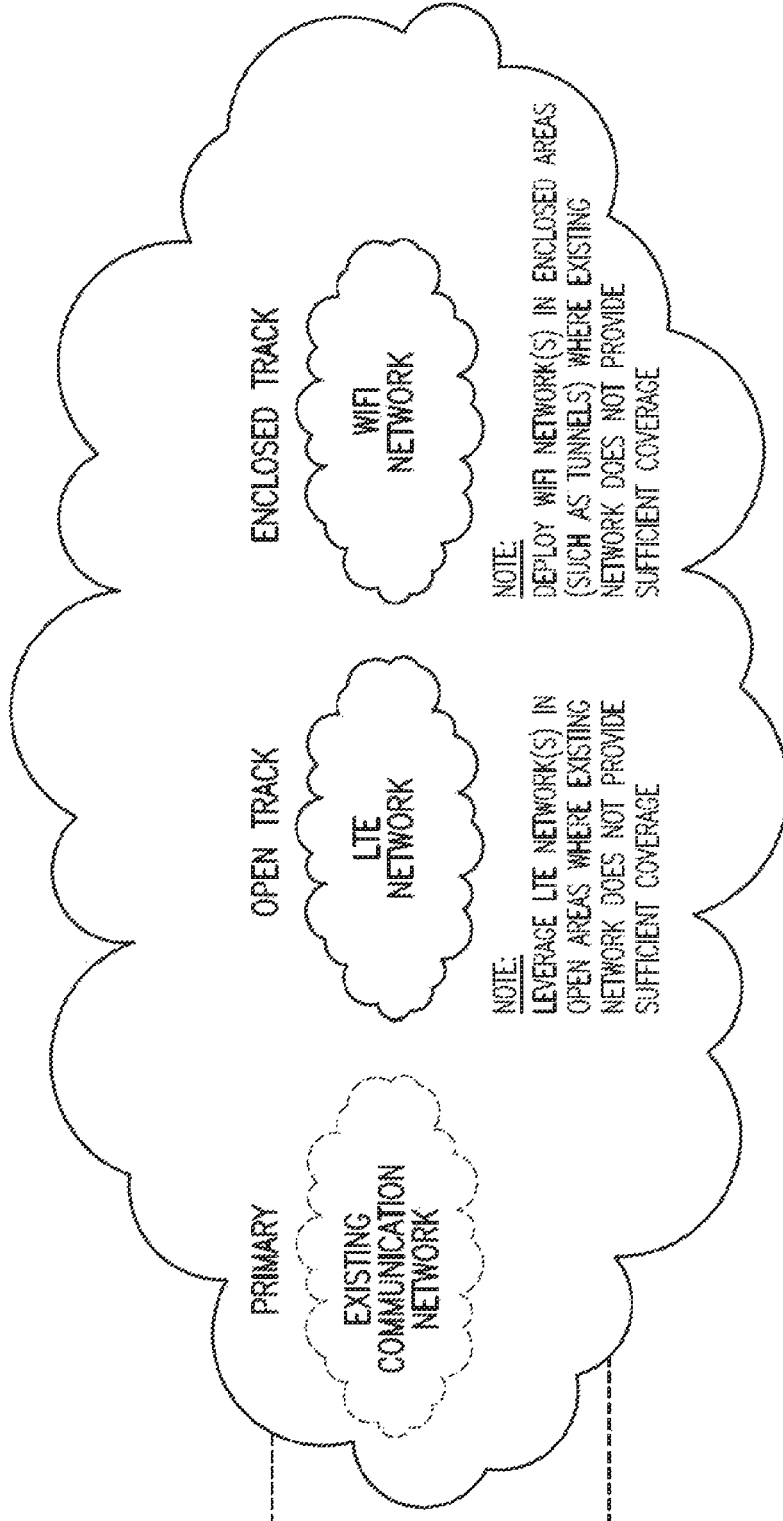 PRIMARY
EXISTING
COMMUNICATION
NETWORK
OPEN TRACK
LTE
NETWORK
NOTE:
LEVERAGE LTE NETWORK(S) IN
OPEN AREAS WHERE EXISTING
NETWORK DOES NOT PROVIDE
SUFFICIENT COVERAGE
ENCLOSED TRACK
WIFI
NETWORK
NOTE:
DEPLOY WIFI NETWORK(S) IN ENCLOSED AREAS
(SUCH AS TUNNELS) WHERE EXISTING
NETWORK DOES NOT PROVIDE
SUFFICIENT COVERAGE